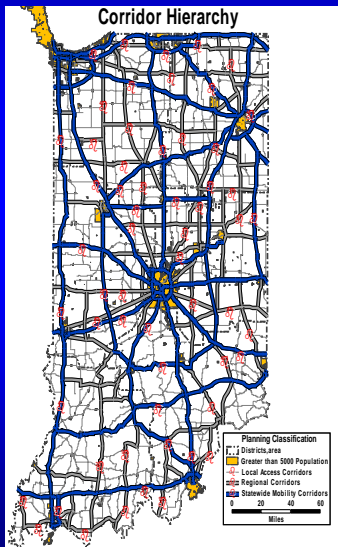 Corridor Hierarchy
Planning Classification
Districts,area
Greater than 5000 Population
Local Access Corridors
Regional Corridors
Statewide Mobility Corridors
0 20 40 60
Miles